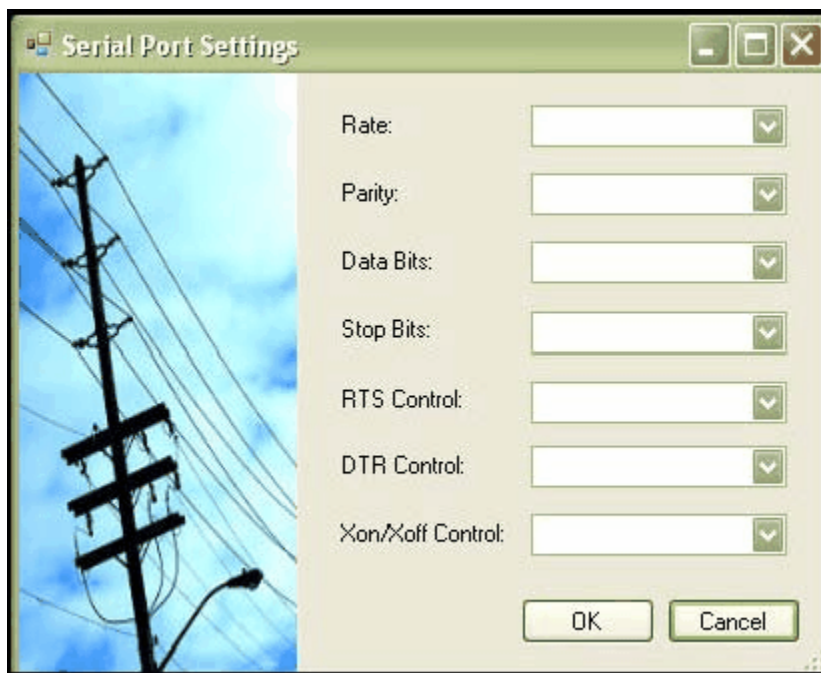 Serial Port Settings
Rate:
Parity:
Data Bits:
Stop Bits:
RTS Control:
DTR Control:
Xon/Xoff Control:
OK
Cancel